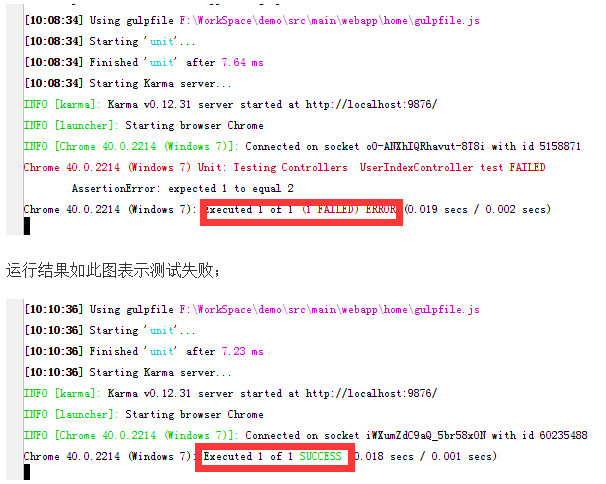 [10:08:34] Using gulpfile F:\WorkSpace\demo\src\main\webapp\home\gulpfile.js
[10:08:34] Starting 'unit'...
[10:08:34] Finished 'unit' after 7.64 ms
[10:08:34] Starting Karma server...
INFO [karma]: Karma v0.12.31 server started at http://localhost:9876/
INFO [launcher]: Starting browser Chrome
INFO [Chrome 40.0.2214 (Windows 7)]: Connected on socket oO-ANXhIQRhavut-8T8i with id 5158871
Chrome 40.0.2214 (Windows 7) Unit: Testing Controllers UserIndexController test FAILED
AssertionError: expected 1 to equal 2
Chrome 40.0.2214 (Windows 7): Executed 1 of 1 (1 FAILED) ERROR (0.019 secs / 0.002 secs)
运行结果如此图表示测试失败；
[10:10:36] Using gulpfile F:\WorkSpace\demo\src\main\webapp\home\gulpfile.js
[10:10:36] Starting 'unit'...
[10:10:36] Finished 'unit' after 7.23 ms
[10:10:36] Starting Karma server...
INFO [karma]: Karma v0.12.31 server started at http://localhost:9876/
INFO [launcher]: Starting browser Chrome
INFO [Chrome 40.0.2214 (Windows 7)]: Connected on socket iWXumZdC9aQ_5br58xON with id 60235488
Chrome 40.0.2214 (Windows 7): Executed 1 of 1 SUCCESS (0.018 secs / 0.001 secs)